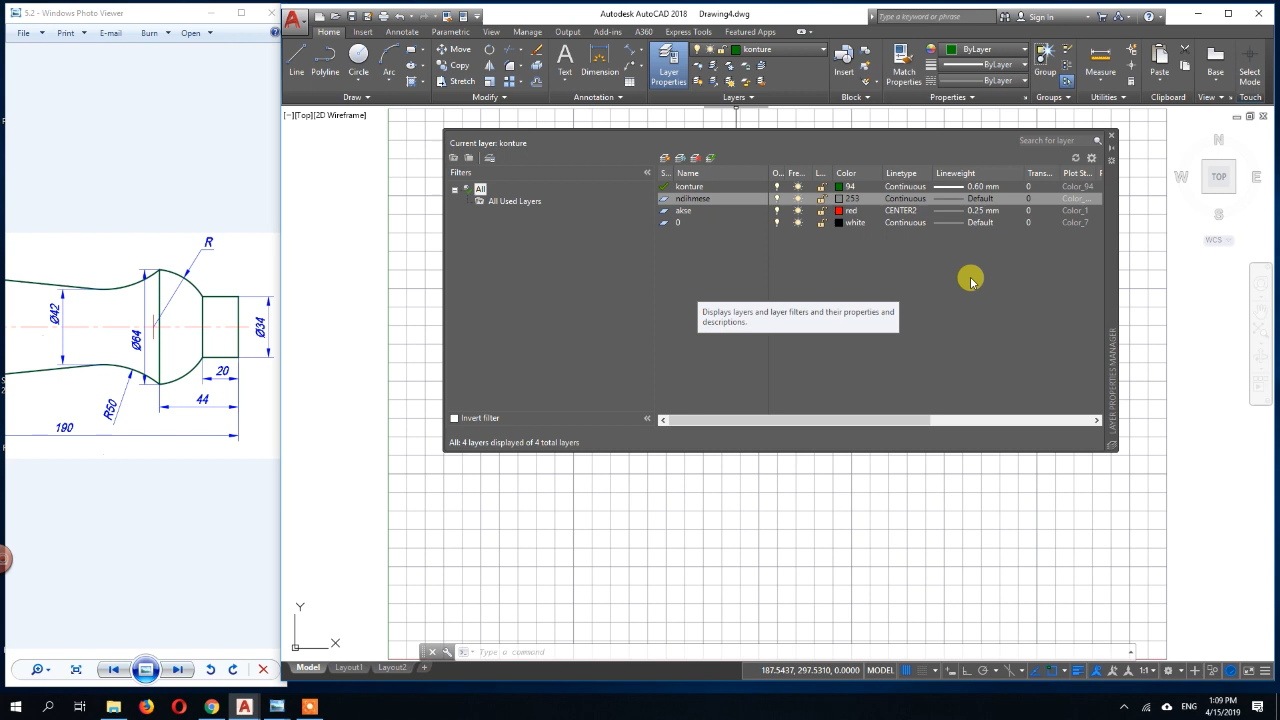 5.2 - Windows Photo Viewer
File
Print
E-mail
Burn
Open
R
Ø42
Ø64
Ø34
20
44
R50
190
Autodesk AutoCAD 2018 Drawing4.dwg
Type a keyword or phrase
Sign In
Home
Insert
Annotate
Parametric
View
Manage
Output
Add-ins
A360
Express Tools
Featured Apps
Line
Polyline
Circle
Arc
Move
Copy
Stretch
Text
Dimension
Layer Properties
konture
Insert
Match Properties
ByLayer
ByLayer
ByLayer
Group
Measure
Paste
Base
Select Mode
Draw
Modify
Annotation
Layers
Block
Properties
Groups
Utilities
Clipboard
View
Touch
[−][Top][2D Wireframe]
Current layer: konture
Search for layer
Filters
All
All Used Layers
S... Name O... Fre... L... Color Linetype Lineweight Trans... Plot St...
konture 94 Continuous 0.60 mm 0 Color_94
ndihmese 253 Continuous Default 0 Color_...
akse red CENTER2 0.25 mm 0 Color_1
0 white Continuous Default 0 Color_7
Displays layers and layer filters and their properties and
descriptions.
Invert filter
All: 4 layers displayed of 4 total layers
LAYER PROPERTIES MANAGER
N
W
TOP
E
S
WCS
Y
X
Type a command
Model
Layout1
Layout2
187.5437, 297.5310, 0.0000
MODEL
1:1
ENG
1:09 PM
4/15/2019